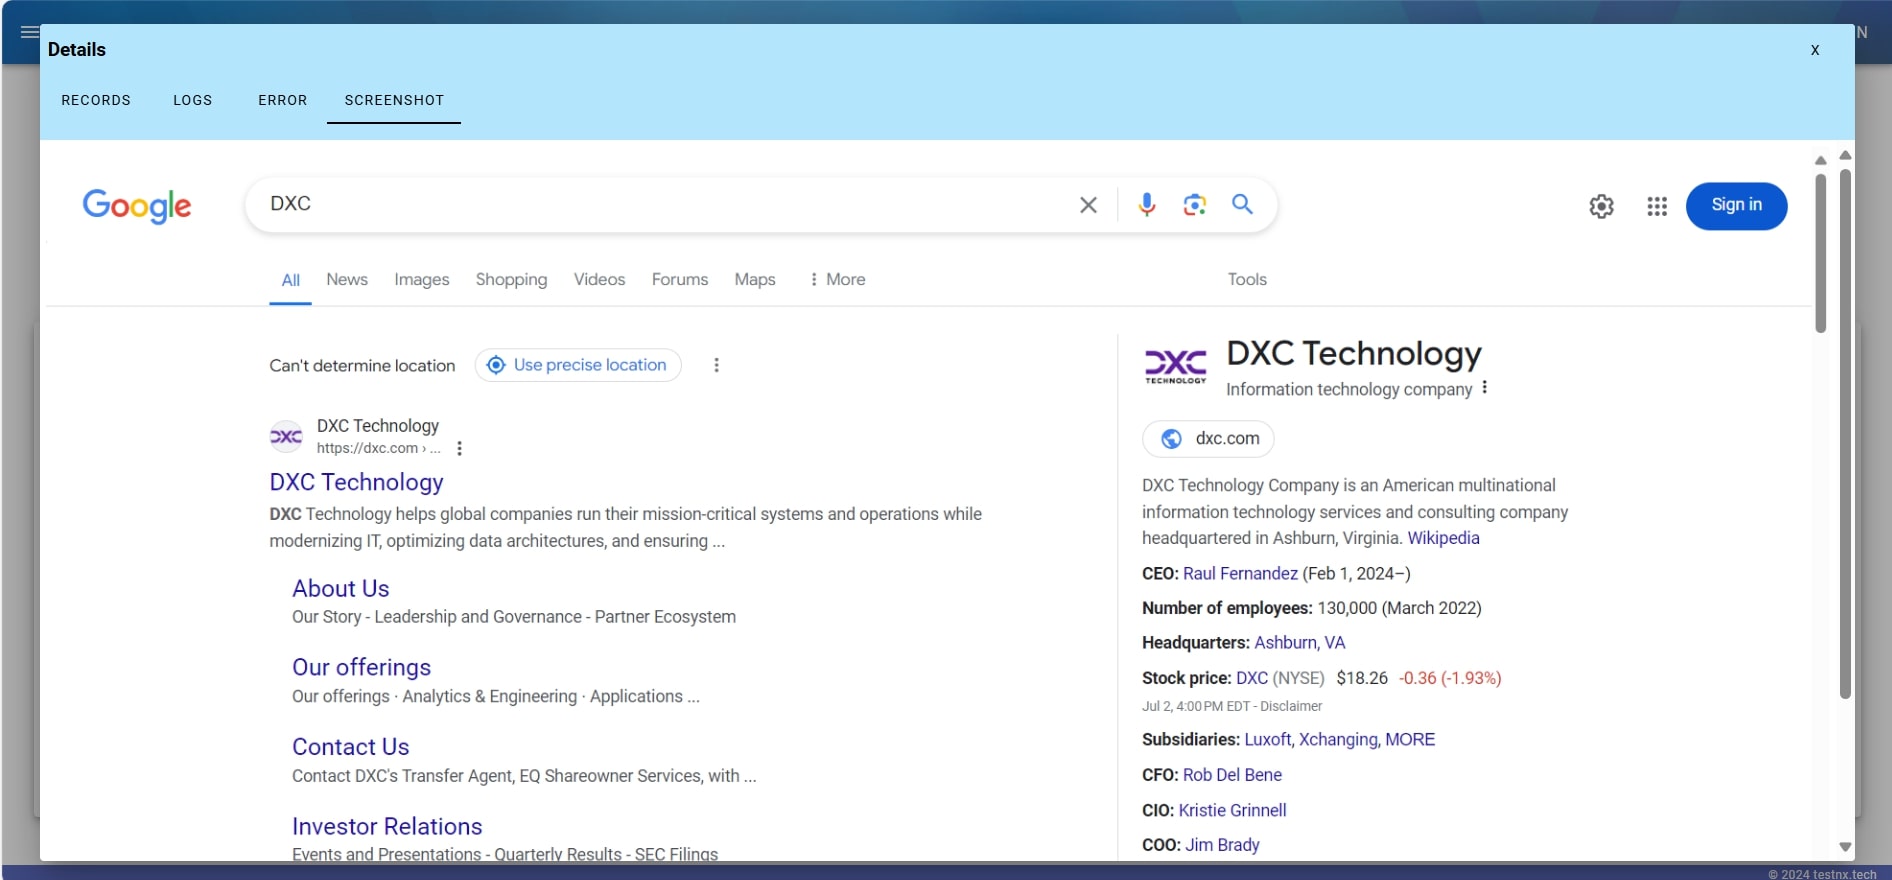 N
Details
X
RECORDS LOGS ERROR SCREENSHOT
Google
DXC
Sign in
All News Images Shopping Videos Forums Maps More Tools
Can't determine location Use precise location
DXC Technology
https://dxc.com › ...
DXC Technology
DXC Technology helps global companies run their mission-critical systems and operations while
modernizing IT, optimizing data architectures, and ensuring ...
About Us
Our Story - Leadership and Governance - Partner Ecosystem
Our offerings
Our offerings · Analytics & Engineering · Applications ...
Contact Us
Contact DXC's Transfer Agent, EQ Shareowner Services, with ...
Investor Relations
Events and Presentations - Quarterly Results - SEC Filings
DXC
TECHNOLOGY
DXC Technology
Information technology company
dxc.com
DXC Technology Company is an American multinational
information technology services and consulting company
headquartered in Ashburn, Virginia. Wikipedia
CEO: Raul Fernandez (Feb 1, 2024–)
Number of employees: 130,000 (March 2022)
Headquarters: Ashburn, VA
Stock price: DXC (NYSE) $18.26 -0.36 (-1.93%)
Jul 2, 4:00 PM EDT - Disclaimer
Subsidiaries: Luxoft, Xchanging, MORE
CFO: Rob Del Bene
CIO: Kristie Grinnell
COO: Jim Brady
© 2024 testnx.tech